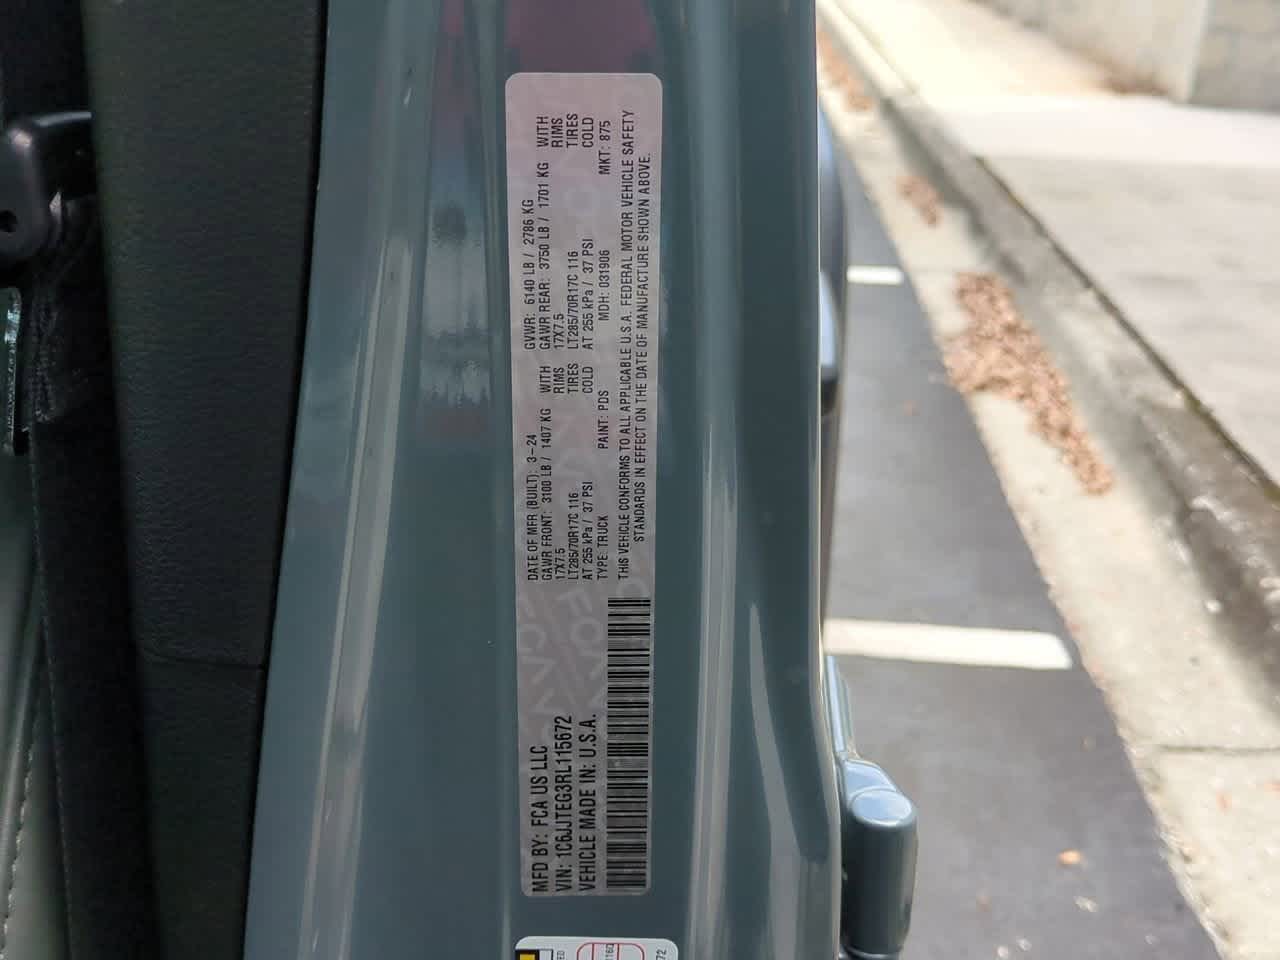 MFD BY: FCA US LLC
VIN: 1C6JJTEG3RL115672
VEHICLE MADE IN: U.S.A.
DATE OF MFR (BUILT): 3-24 GVWR: 6140 LB / 2786 KG
GAWR FRONT: 3100 LB / 1407 KG WITH GAWR REAR: 3750 LB / 1701 KG WITH
17X7.5 RIMS 17X7.5 RIMS
LT285/70R17C 116 TIRES LT285/70R17C 116 TIRES
AT 255 kPa / 37 PSI COLD AT 255 kPa / 37 PSI COLD
TYPE: TRUCK PAINT: PDS MDH: 031906 MKT: 875
THIS VEHICLE CONFORMS TO ALL APPLICABLE U.S.A. FEDERAL MOTOR VEHICLE SAFETY
STANDARDS IN EFFECT ON THE DATE OF MANUFACTURE SHOWN ABOVE.
72